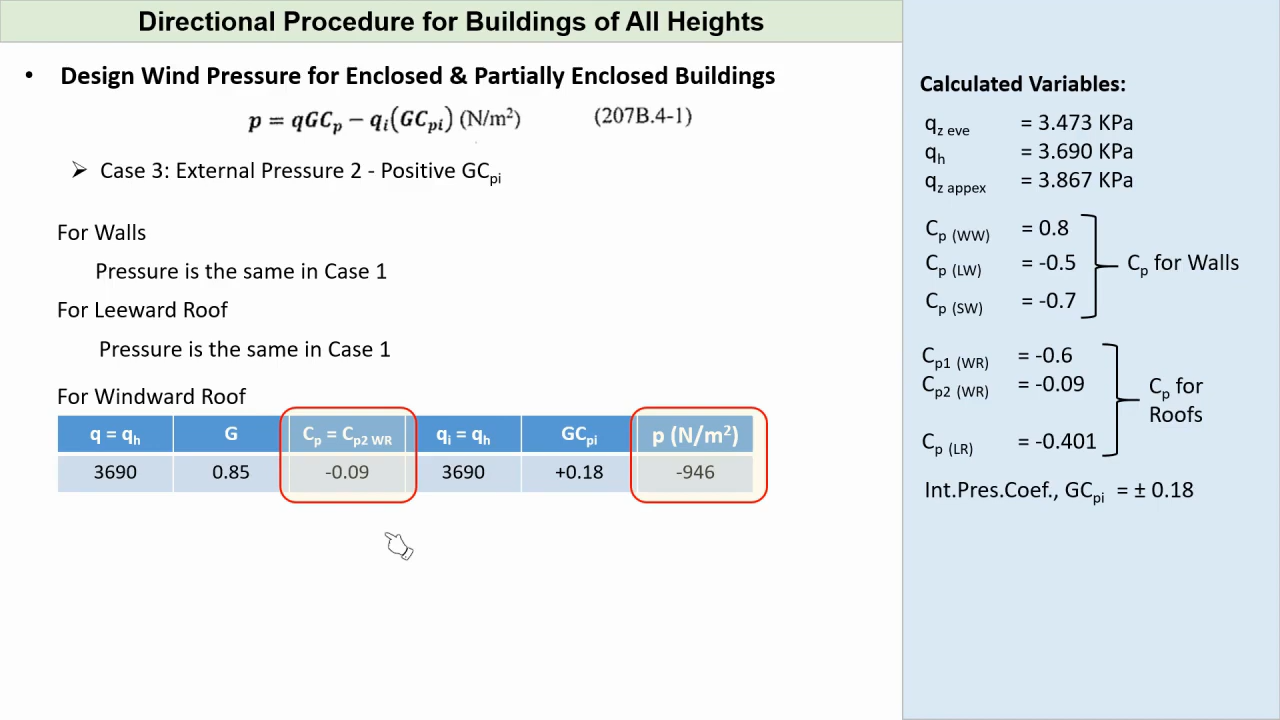 Directional Procedure for Buildings of All Heights
• Design Wind Pressure for Enclosed & Partially Enclosed Buildings
p = qGCp − qi(GCpi) (N/m²) (207B.4-1)
➢ Case 3: External Pressure 2 - Positive GCpi
For Walls
Pressure is the same in Case 1
For Leeward Roof
Pressure is the same in Case 1
For Windward Roof
q = qh G Cp = Cp2 WR qi = qh GCpi p (N/m²)
3690 0.85 -0.09 3690 +0.18 -946
Calculated Variables:
qz eve = 3.473 KPa
qh = 3.690 KPa
qz appex = 3.867 KPa
Cp (WW) = 0.8
Cp (LW) = -0.5
Cp (SW) = -0.7
Cp for Walls
Cp1 (WR) = -0.6
Cp2 (WR) = -0.09
Cp (LR) = -0.401
Cp for
Roofs
Int.Pres.Coef., GCpi = ± 0.18